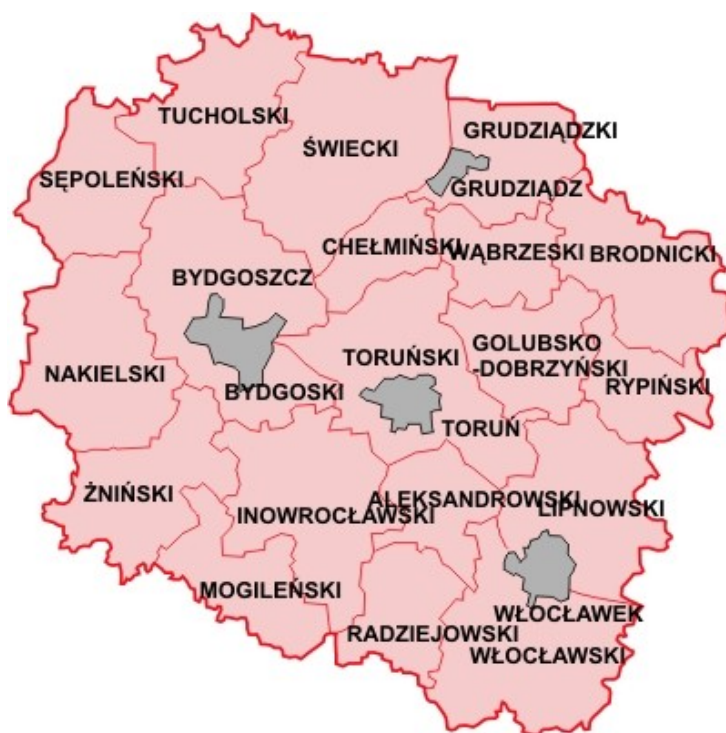 TUCHOLSKI
GRUDZIĄDZKI
ŚWIECKI
SĘPOLEŃSKI
GRUDZIĄDZ
CHEŁMIŃSKI
WĄBRZESKI
BRODNICKI
BYDGOSZCZ
GOLUBSKO
-DOBRZYŃSKI
TORUŃSKI
NAKIELSKI
BYDGOSKI
RYPIŃSKI
TORUŃ
ŻNIŃSKI
ALEKSANDROWSKI
LIPNOWSKI
INOWROCŁAWSKI
MOGILEŃSKI
WŁOCŁAWEK
RADZIEJOWSKI
WŁOCŁAWSKI